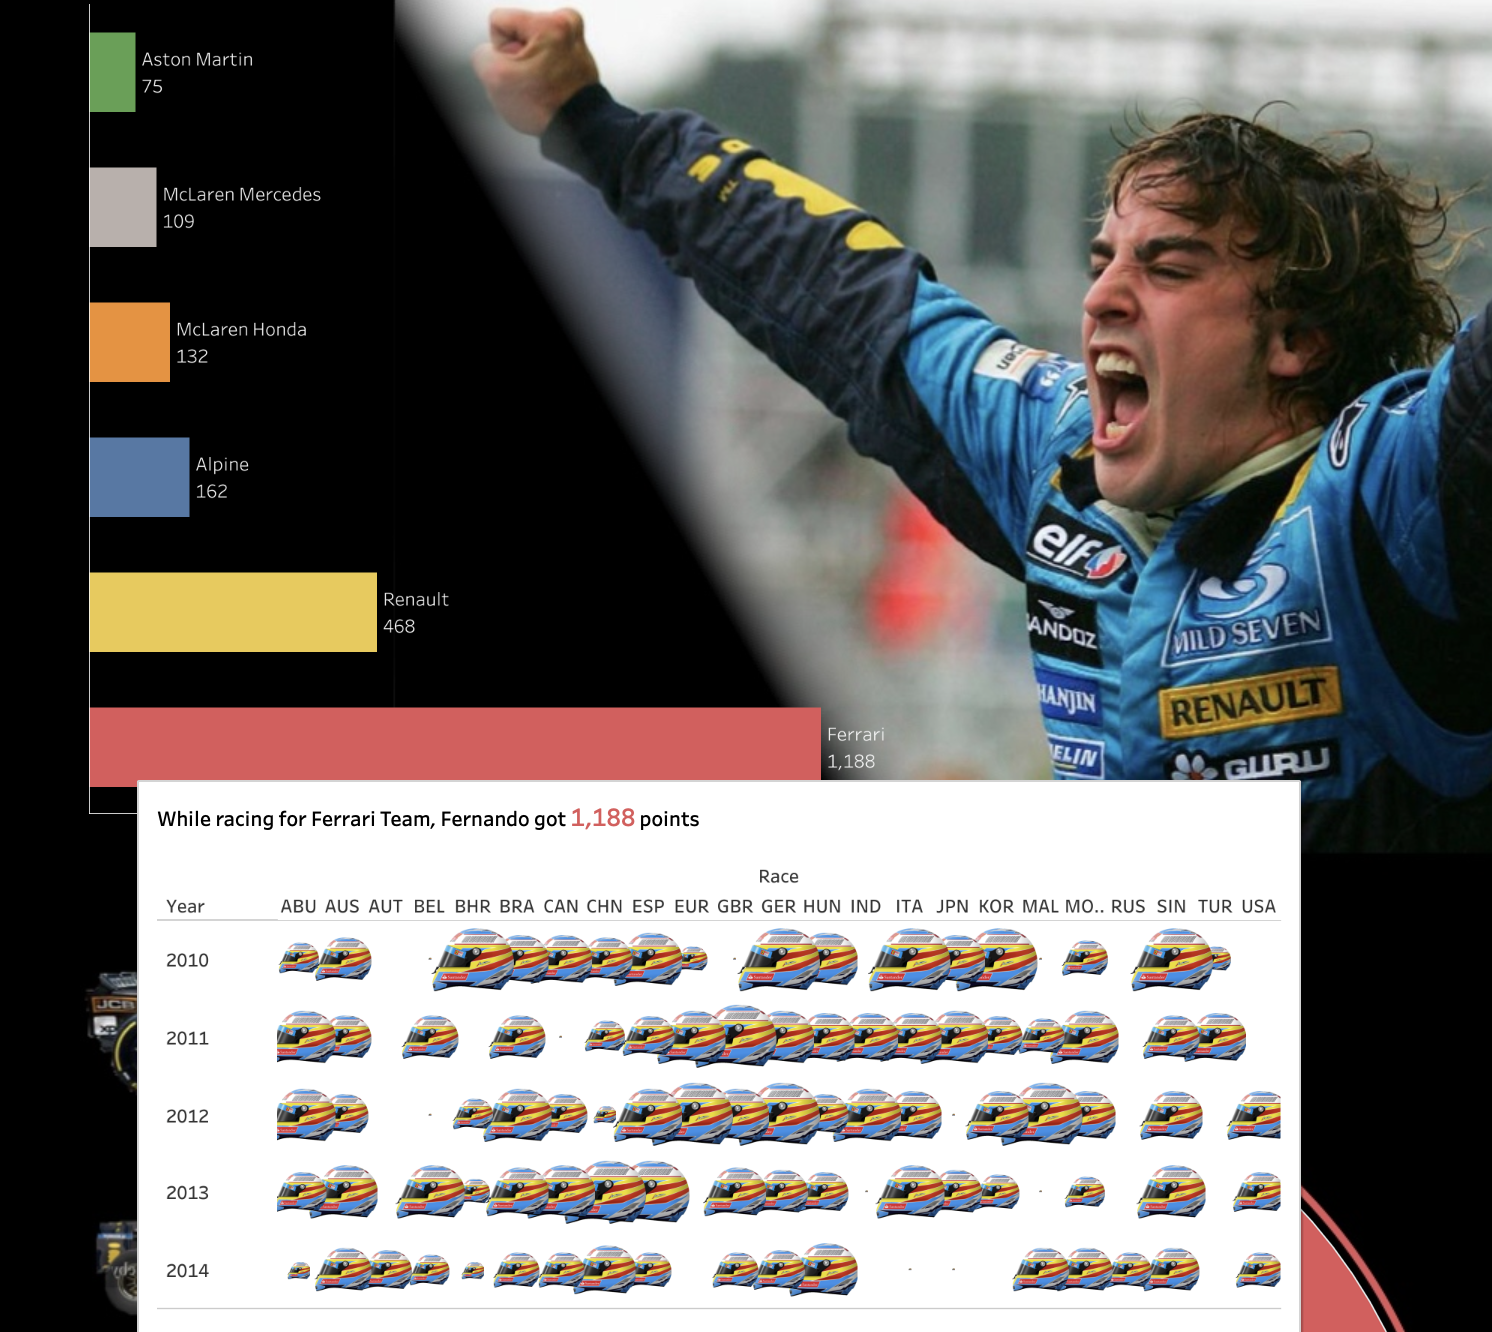 Aston Martin
75
McLaren Mercedes
109
McLaren Honda
132
Alpine
162
Renault
468
Ferrari
1,188
elf
MILD SEVEN
HANJIN
RENAULT
GURU
While racing for Ferrari Team, Fernando got 1,188 points
Race
Year ABU AUS AUT BEL BHR BRA CAN CHN ESP EUR GBR GER HUN IND ITA JPN KOR MAL MO.. RUS SIN TUR USA
2010
2011
2012
2013
2014
JCB